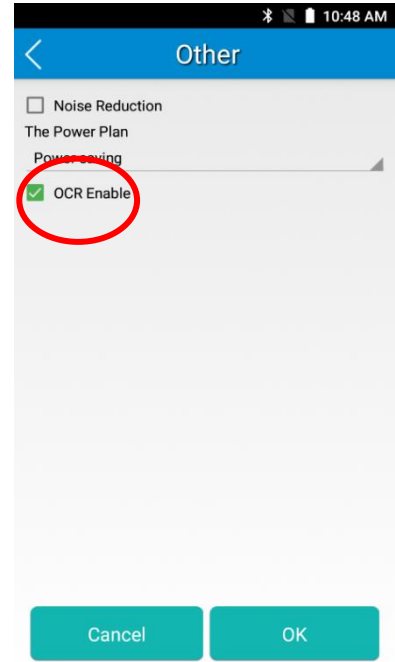 10:48 AM
Other
Noise Reduction
The Power Plan
Power saving
OCR Enable
Cancel
OK